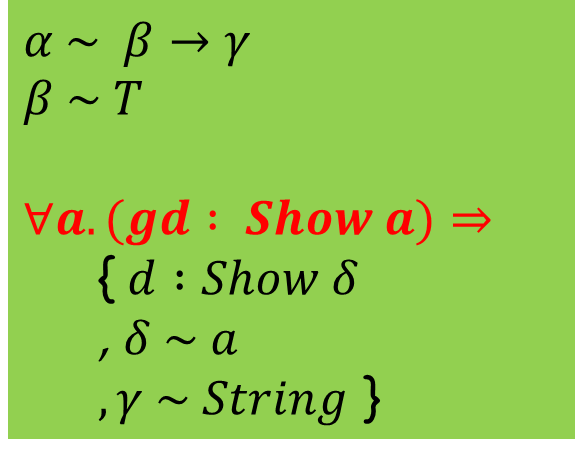 α ~ β → γ
β ~ T
∀a. (gd : Show a) ⇒
{ d : Show δ
, δ ~ a
,γ ~ String }